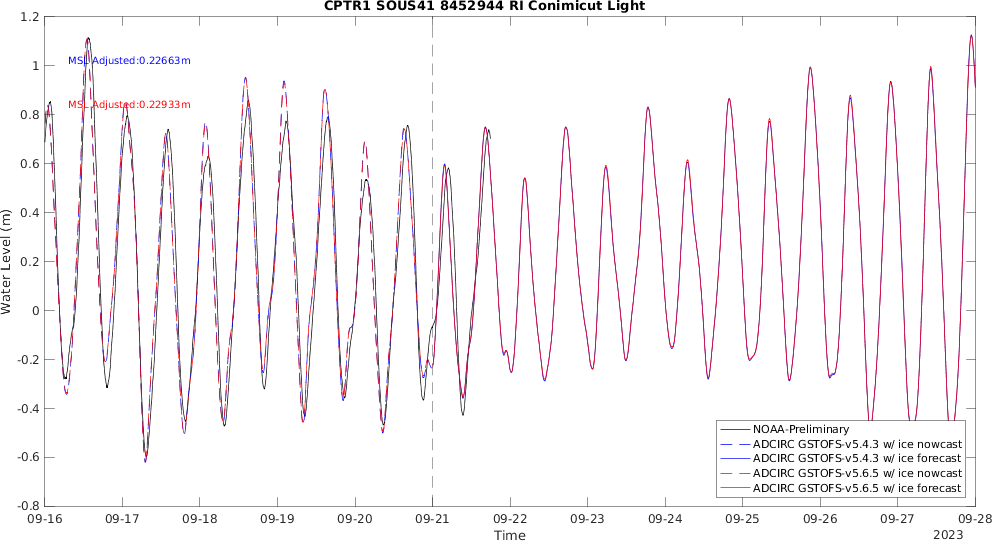 CPTR1 SOUS41 8452944 RI Conimicut Light
1.2
1
0.8
0.6
0.4
0.2
0
-0.2
-0.4
-0.6
-0.8
Water Level (m)
MSL Adjusted:0.22663m
MSL Adjusted:0.22933m
NOAA-Preliminary
ADCIRC GSTOFS-v5.4.3 w/ ice nowcast
ADCIRC GSTOFS-v5.4.3 w/ ice forecast
ADCIRC GSTOFS-v5.6.5 w/ ice nowcast
ADCIRC GSTOFS-v5.6.5 w/ ice forecast
09-16 09-17 09-18 09-19 09-20 09-21 09-22 09-23 09-24 09-25 09-26 09-27 09-28
Time
2023